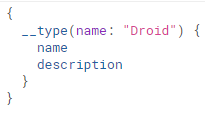 {
  __type(name: "Droid") {
    name
    description
  }
}